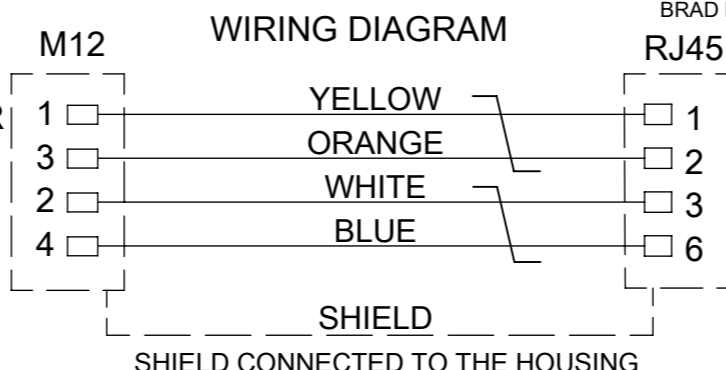 BRAD
WIRING DIAGRAM
M12
RJ45
R 1 YELLOW 1
3 ORANGE 2
2 WHITE 3
4 BLUE 6
SHIELD
SHIELD CONNECTED TO THE HOUSING